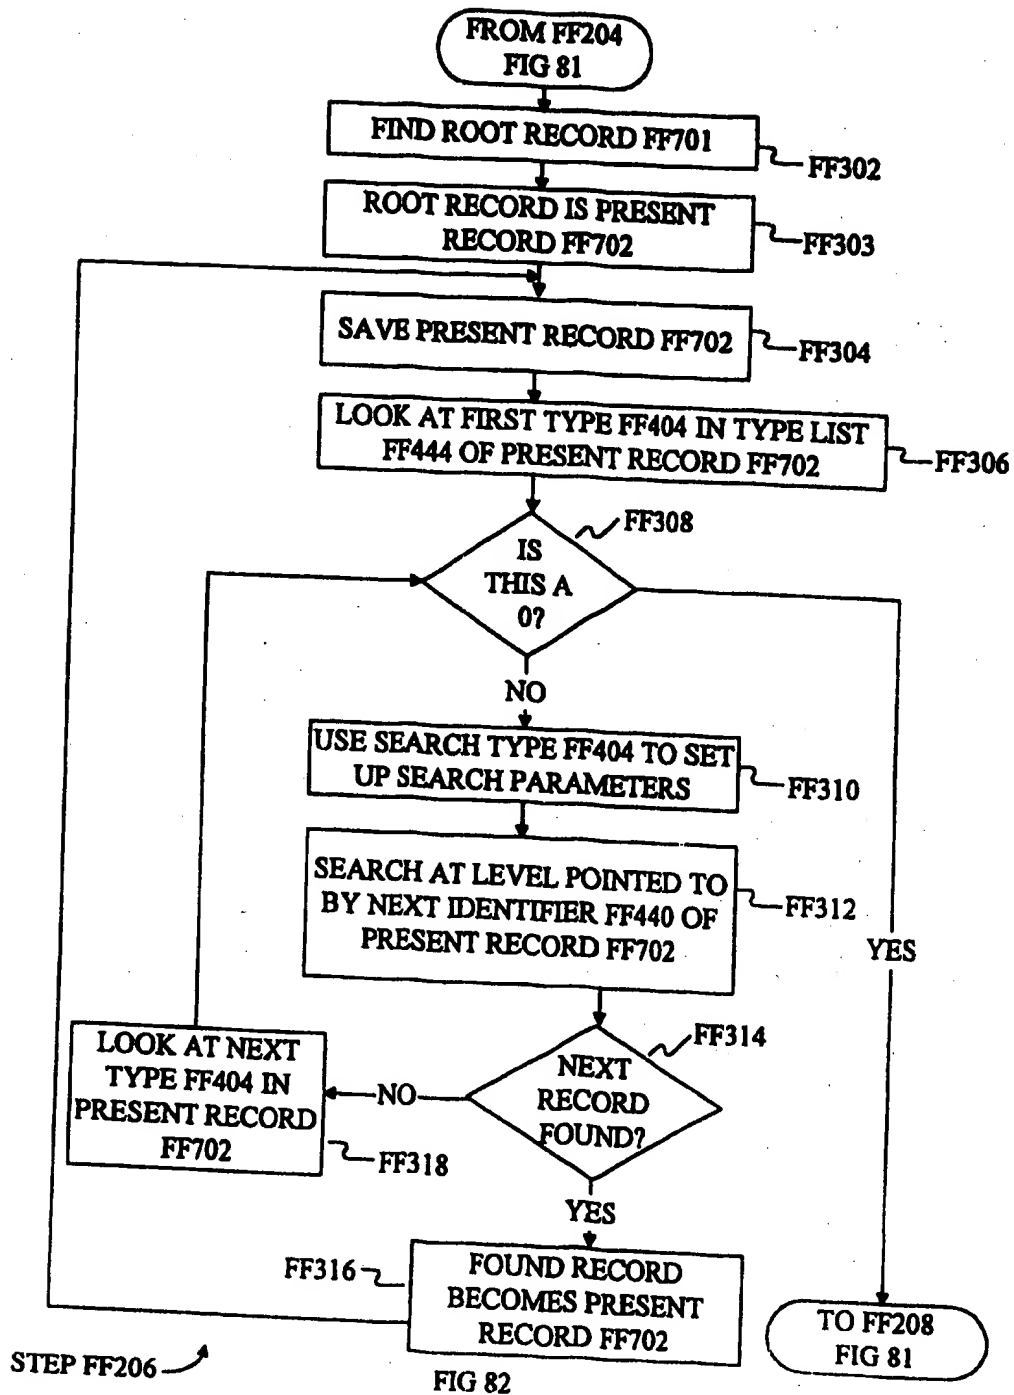 FROM FF204
FIG 81
FIND ROOT RECORD FF701
FF302
ROOT RECORD IS PRESENT
RECORD FF702
FF303
SAVE PRESENT RECORD FF702
FF304
LOOK AT FIRST TYPE FF404 IN TYPE LIST
FF444 OF PRESENT RECORD FF702
FF306
FF308
IS
THIS A
0?
NO
USE SEARCH TYPE FF404 TO SET
UP SEARCH PARAMETERS
FF310
SEARCH AT LEVEL POINTED TO
BY NEXT IDENTIFIER FF440 OF
PRESENT RECORD FF702
FF312
YES
FF314
NEXT
RECORD
FOUND?
NO
LOOK AT NEXT
TYPE FF404 IN
PRESENT RECORD
FF702
FF318
YES
FF316
FOUND RECORD
BECOMES PRESENT
RECORD FF702
TO FF208
FIG 81
STEP FF206
FIG 82